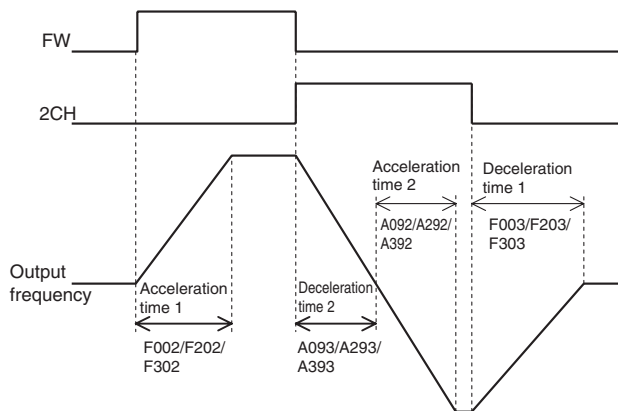 FW
2CH
Acceleration
time 2
Deceleration
time 1
A092/A292/
A392
F003/F203/
F303
Output
frequency
Acceleration
time 1
Deceleration
time 2
F002/F202/
F302
A093/A293/
A393